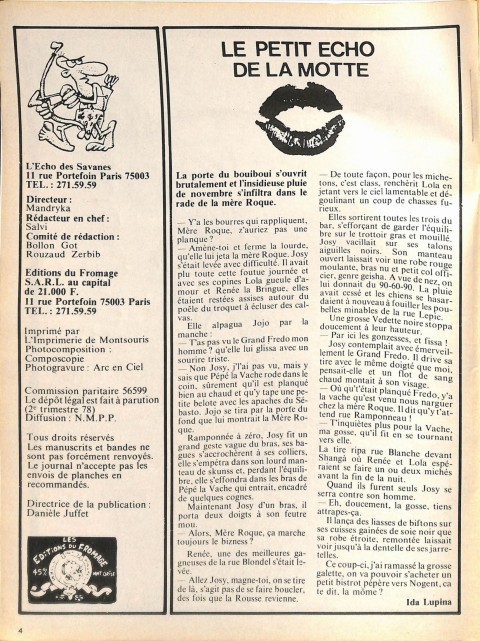 L'Echo des Savanes
11 rue Portefoin Paris 75003
TEL. : 271.59.59
Directeur :
Mandryka
Rédacteur en chef :
Salvi
Comité de rédaction :
Bollon Got
Rouzaud Zerbib
Editions du Fromage
S.A.R.L. au capital
de 21.000 F.
11 rue Portefoin 75003 Paris
TEL. : 271.59.59
Imprimé par
L'Imprimerie de Montsouris
Photocomposition :
Composcopie
Photogravure : Arc en Ciel
Commission paritaire 56599
Le dépôt légal est fait à parution
(2e trimestre 78)
Diffusion : N.M.P.P.
Tous droits réservés
Les manuscrits et bandes ne
sont pas forcément renvoyés.
Le journal n'accepte pas les
envois de planches en
recommandés.
Directrice de la publication :
Danièle Juffet
LES
EDITIONS DU FROMAGE
45%
MAT GRASSE
4
LE PETIT ECHO
DE LA MOTTE
La porte du bouiboui s'ouvrit
brutalement et l'insidieuse pluie
de novembre s'infiltra dans le
rade de la mère Roque.
— Y'a les bourres qui rappliquent,
Mère Roque, z'auriez pas une
planque ?
— Amène-toi et ferme la lourde,
qu'elle lui jeta la mère Roque. Josy
s'était levée avec difficulté. Il avait
plu toute cette foutue journée et
avec ses copines Lola gueule d'a-
mour et Renée la Bringue, elles
étaient restées assises autour du
poêle du troquet à écluser des cal-
vas.
Elle alpagua Jojo par la
manche :
— T'as pas vu le Grand Fredo mon
homme ? qu'elle lui glissa avec un
sourire triste.
— Non Josy, j'l'ai pas vu, mais y
sais que Pépé la Vache rode dans le
coin, sûrement qu'il est planqué
bien au chaud et qu'y tape une pe-
tite belote avec les apaches du Sé-
basto. Jojo se tira par la porte du
fond que lui montrait la Mère Ro-
que.
Ramponnée à zéro, Josy fit un
grand geste vague du bras, ses ba-
gues s'accrochèrent à ses colliers,
elle s'empêtra dans son lourd man-
teau de skunss et, perdant l'équili-
bre, elle s'effondra dans les bras de
Pépé la Vache qui entrait, encadré
de quelques cognes.
Maintenant Josy d'un bras, il
porta deux doigts à son feutre
mou.
— Alors, Mère Roque, ça marche
toujours le bizness ?
Renée, une des meilleures ga-
gneuses de la rue Blondel s'était le-
vée.
— Allez Josy, magne-toi, on se tire
de là, s'agit pas de se faire boucler,
des fois que la Rousse revienne.
— De toute façon, pour les miche-
tons, c'est class, renchérit Lola en
jetant vers le ciel lamentable et dé-
goulinant un coup de chasses fu-
rieux.
Elles sortirent toutes les trois du
bar, s'efforçant de garder l'équili-
bre sur le trottoir gras et mouillé.
Josy vacillait sur ses talons
aiguilles noirs. Son manteau
ouvert laissait voir une robe rouge
moulante, bras nu et petit col offi-
cier, genre geisha. A vue de nez, on
lui donnait du 90-60-90. La pluie
avait cessé et les chiens se hasar-
daient à nouveau à fouiller les pou-
belles minables de la rue Lepic.
Une grosse Vedette noire stoppa
doucement à leur hauteur.
— Par ici les gonzesses, et fissa !
Josy contemplait avec émerveil-
lement le Grand Fredo. Il drive sa
tire avec le même doigté que moi,
pensait-elle et un flot de sang
chaud montait à son visage.
— Où qu't'étais planqué Fredo, y'a
la vache qu'est venu nous narguer
chez la mère Roque. Il dit qu'y t'at-
tend rue Ramponneau !
— T'inquiètes plus pour la Vache,
ma gosse, qu'il fit en se tournant
vers elle.
La tire ripa rue Blanche devant
Shangà où Renée et Lola espé-
raient se faire un ou deux michés
avant la fin de la nuit.
Quand ils furent seuls Josy se
serra contre son homme.
— Eh, doucement, la gosse, tiens
attrapes-ça.
Il lança des liasses de biftons sur
ses cuisses gainées de soie noir que
sa robe étroite, remontée laissait
voir jusqu'à la dentelle de ses jarre-
telles.
Ce coup-ci, j'ai ramassé la grosse
galette, on va pouvoir s'acheter un
petit bistrot pépère vers Nogent, ca
te dit, la môme ?
Ida Lupina